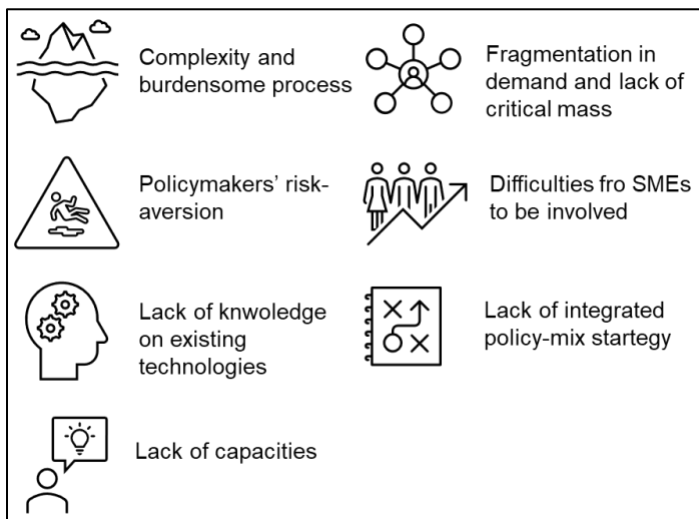 Complexity and
burdensome process
Fragmentation in
demand and lack of
critical mass
Policymakers' risk-
aversion
Difficulties fro SMEs
to be involved
Lack of knwoledge
on existing
technologies
Lack of integrated
policy-mix startegy
Lack of capacities